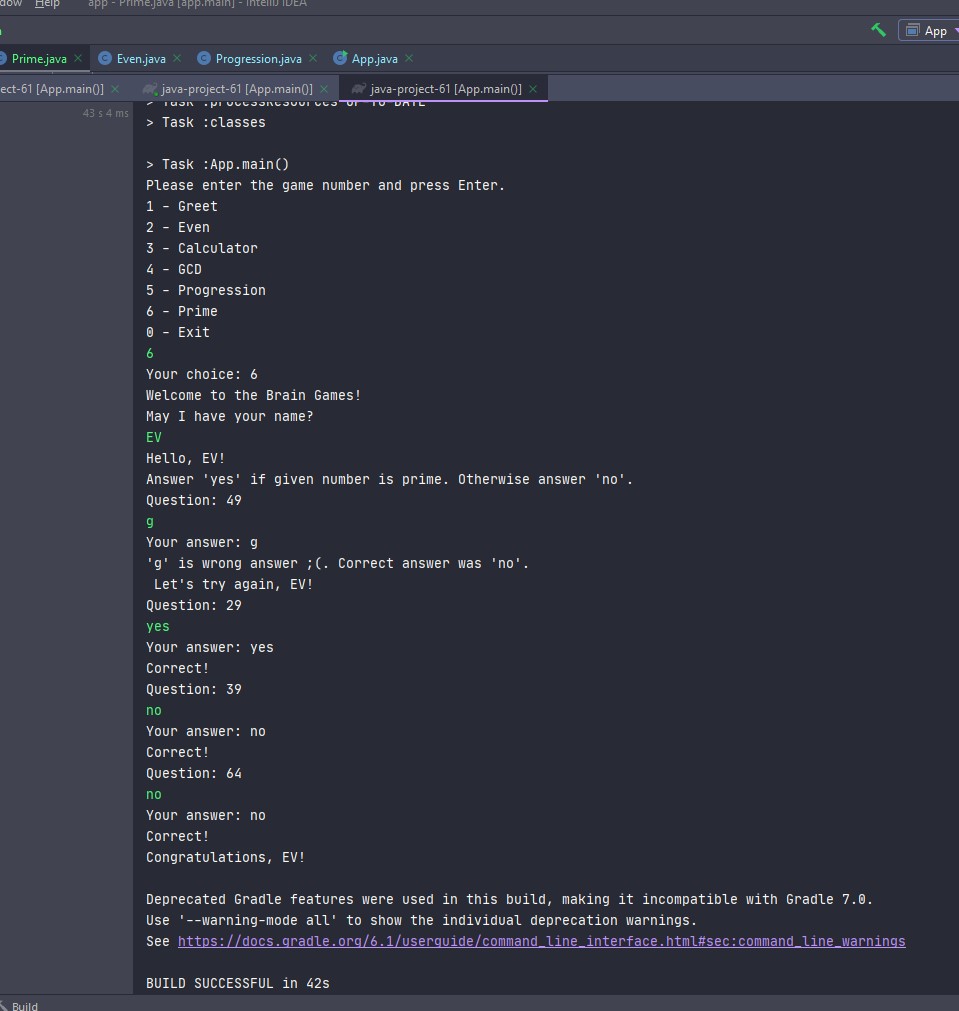 Help app - Prime.java [app.main] - IntelliJ IDEA
App
Prime.java Even.java Progression.java App.java
ect-61 [App.main()] java-project-61 [App.main()] java-project-61 [App.main()]
43 s 4 ms
> Task :processResources UP-TO-DATE
> Task :classes
> Task :App.main()
Please enter the game number and press Enter.
1 - Greet
2 - Even
3 - Calculator
4 - GCD
5 - Progression
6 - Prime
0 - Exit
6
Your choice: 6
Welcome to the Brain Games!
May I have your name?
EV
Hello, EV!
Answer 'yes' if given number is prime. Otherwise answer 'no'.
Question: 49
g
Your answer: g
'g' is wrong answer ;(. Correct answer was 'no'.
Let's try again, EV!
Question: 29
yes
Your answer: yes
Correct!
Question: 39
no
Your answer: no
Correct!
Question: 64
no
Your answer: no
Correct!
Congratulations, EV!
Deprecated Gradle features were used in this build, making it incompatible with Gradle 7.0.
Use '--warning-mode all' to show the individual deprecation warnings.
See https://docs.gradle.org/6.1/userguide/command_line_interface.html#sec:command_line_warnings
BUILD SUCCESSFUL in 42s
Build